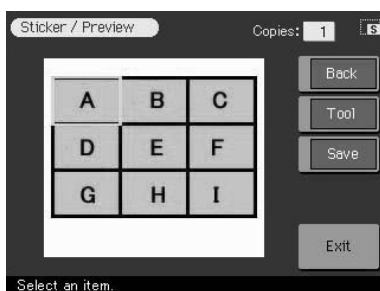 Sticker / Preview
Copies: 1
S
Back
A B C
Tool
D E F
Save
G H I
Exit
Select an item.